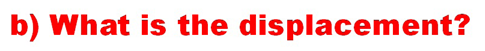 b) What is the displacement?